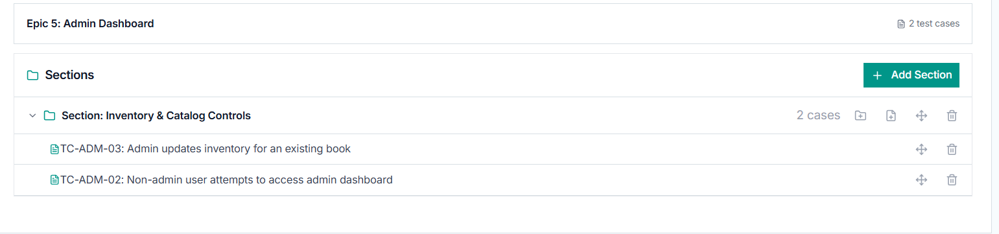 Epic 5: Admin Dashboard
2 test cases
Sections
+ Add Section
Section: Inventory & Catalog Controls
2 cases
TC-ADM-03: Admin updates inventory for an existing book
TC-ADM-02: Non-admin user attempts to access admin dashboard